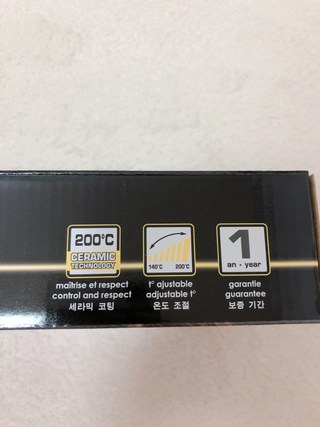 200°C
CERAMIC
TECHNOLOGY
maîtrise et respect
control and respect
세라믹 코팅
140°C 200°C
t° ajustable
adjustable t°
온도 조절
1
an - year
garantie
guarantee
보증 기간